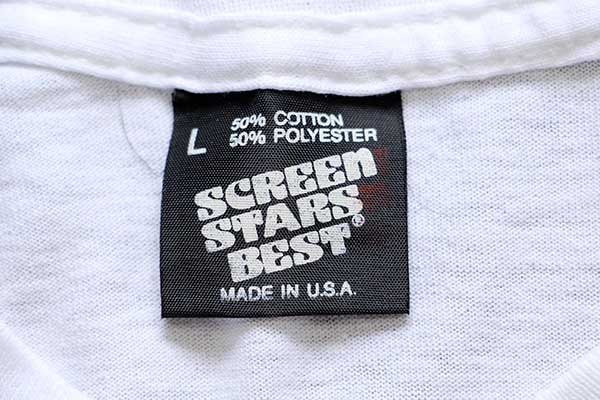 L
50% COTTON
50% POLYESTER
SCREEN
STARS
BEST®
MADE IN U.S.A.